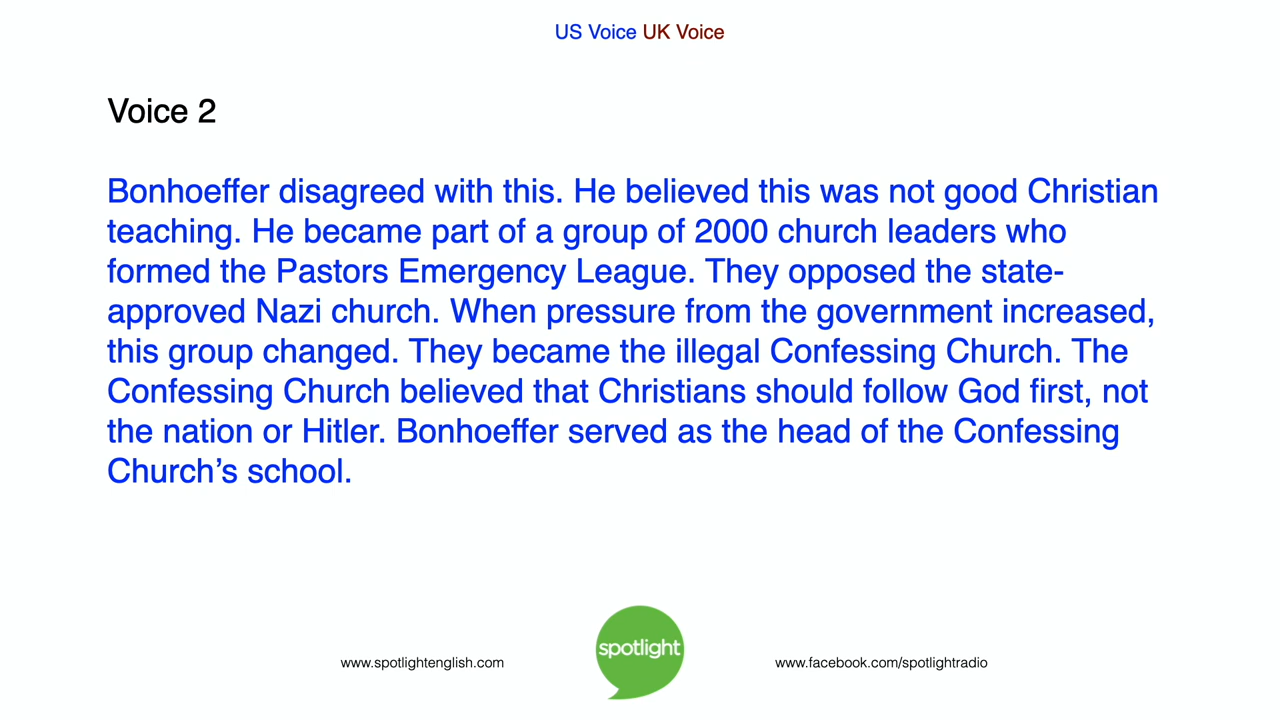 US Voice UK Voice
Voice 2
Bonhoeffer disagreed with this. He believed this was not good Christian
teaching. He became part of a group of 2000 church leaders who
formed the Pastors Emergency League. They opposed the state-
approved Nazi church. When pressure from the government increased,
this group changed. They became the illegal Confessing Church. The
Confessing Church believed that Christians should follow God first, not
the nation or Hitler. Bonhoeffer served as the head of the Confessing
Church’s school.
www.spotlightenglish.com
spotlight
www.facebook.com/spotlightradio